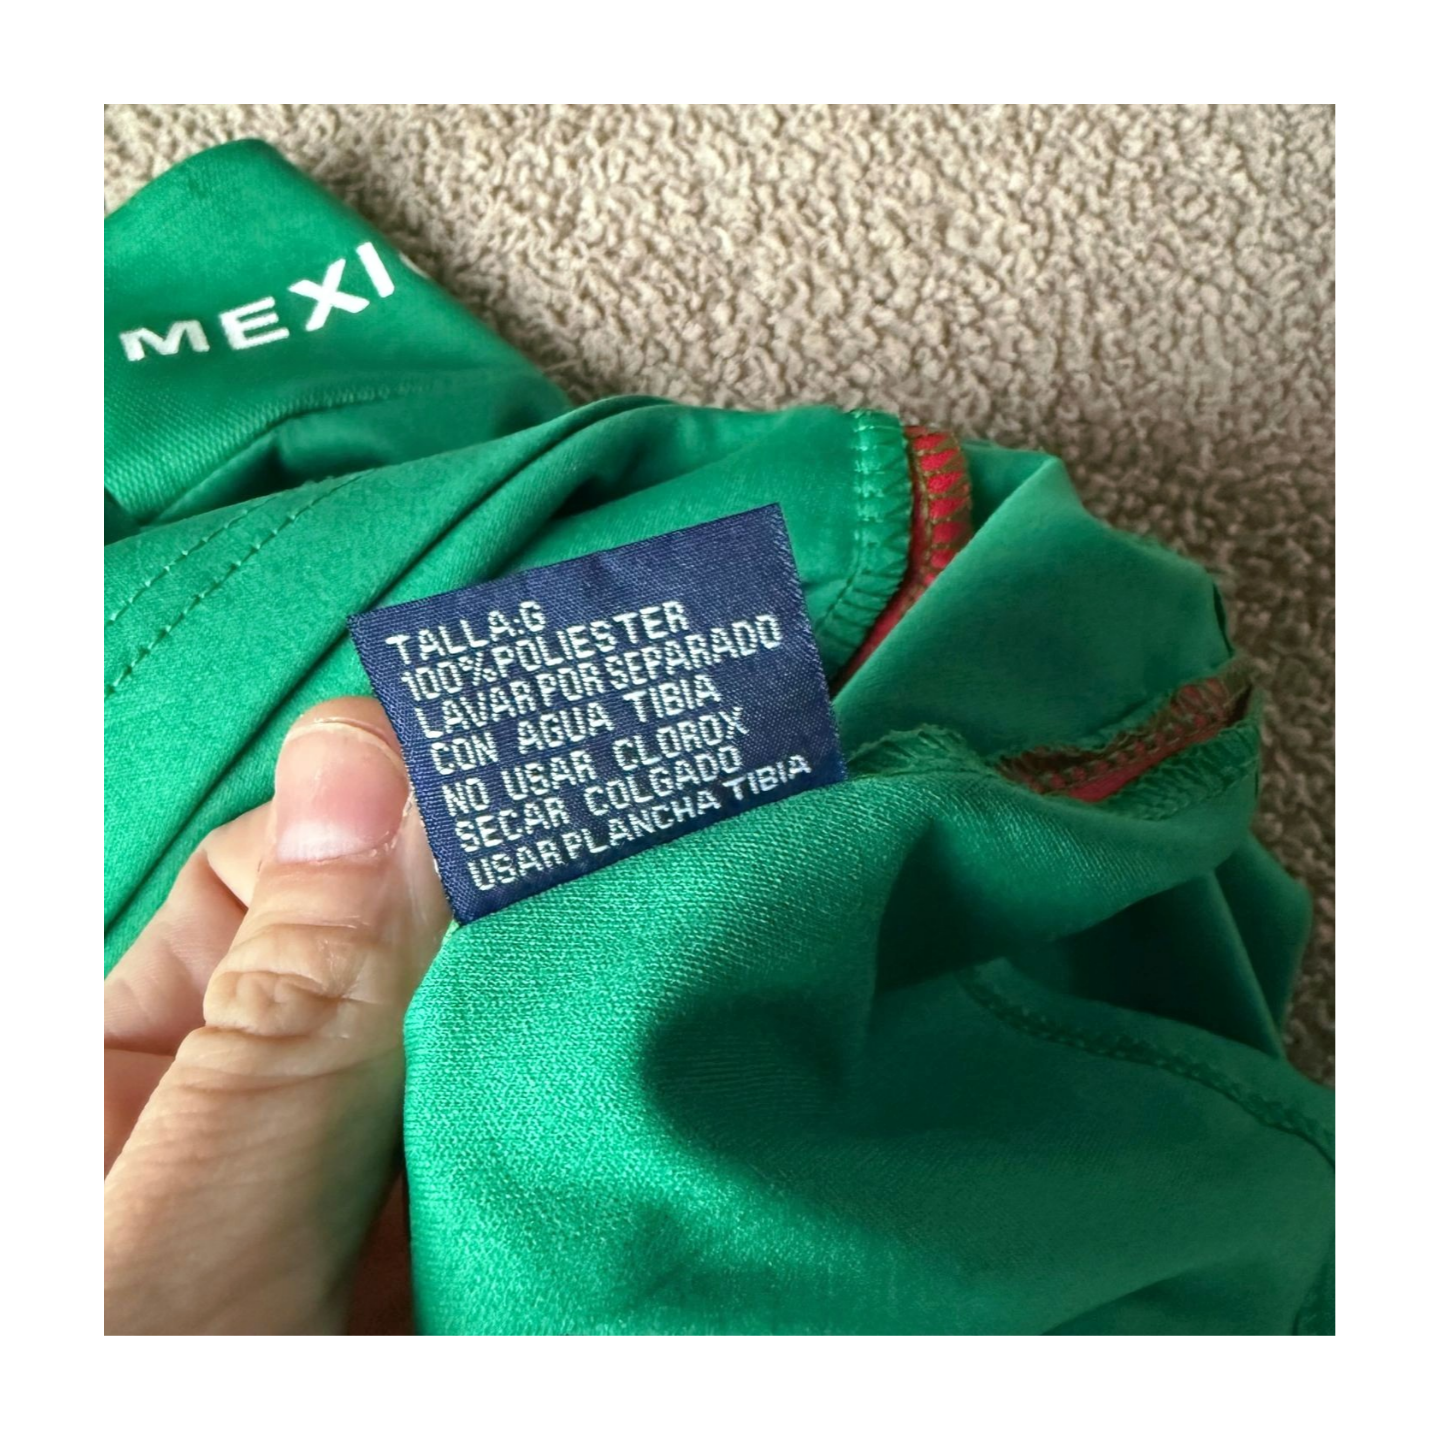 MEXI
TALLA:G
100%POLIESTER
LAVAR POR SEPARADO
CON AGUA TIBIA
NO USAR CLOROX
SECAR COLGADO
USAR PLANCHA TIBIA